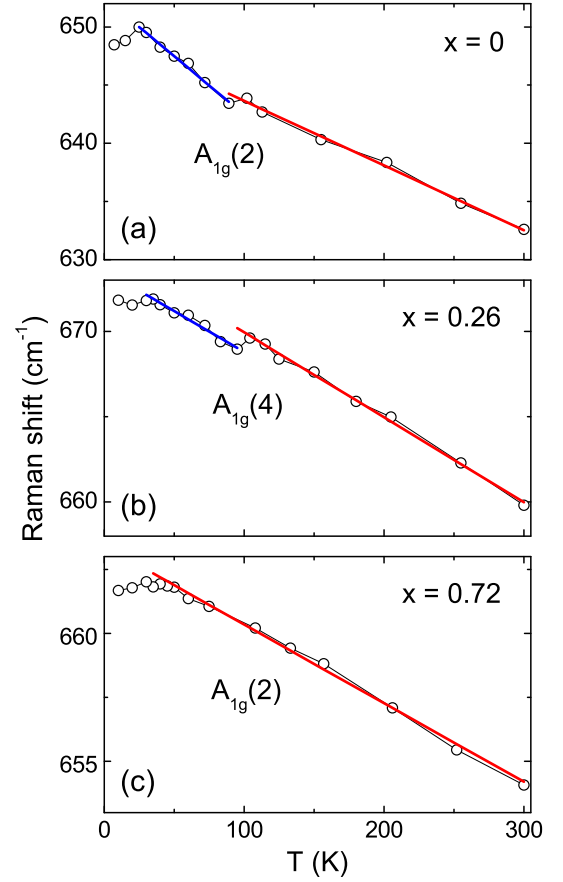 650
x = 0
640
A1g(2)
(a)
630
670
x = 0.26
A1g(4)
660
(b)
Raman shift (cm-1)
x = 0.72
660
A1g(2)
655
(c)
0 100 200 300
T (K)